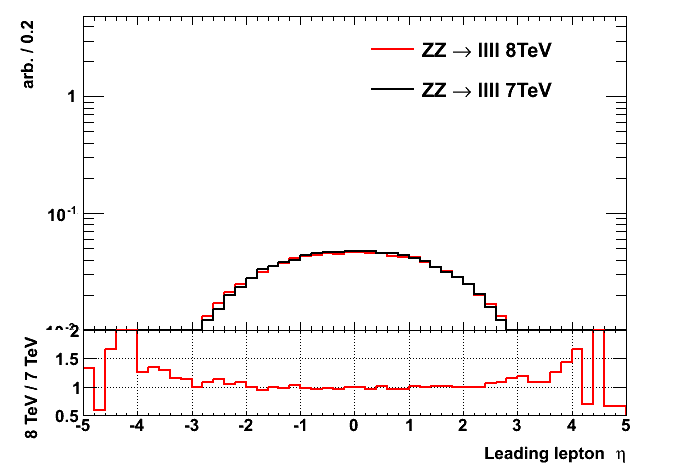 arb. / 0.2
ZZ → llll 8TeV
ZZ → llll 7TeV
1
10-1
8 TeV / 7 TeV
2
1.5
1
0.5
-5 -4 -3 -2 -1 0 1 2 3 4 5
Leading lepton η